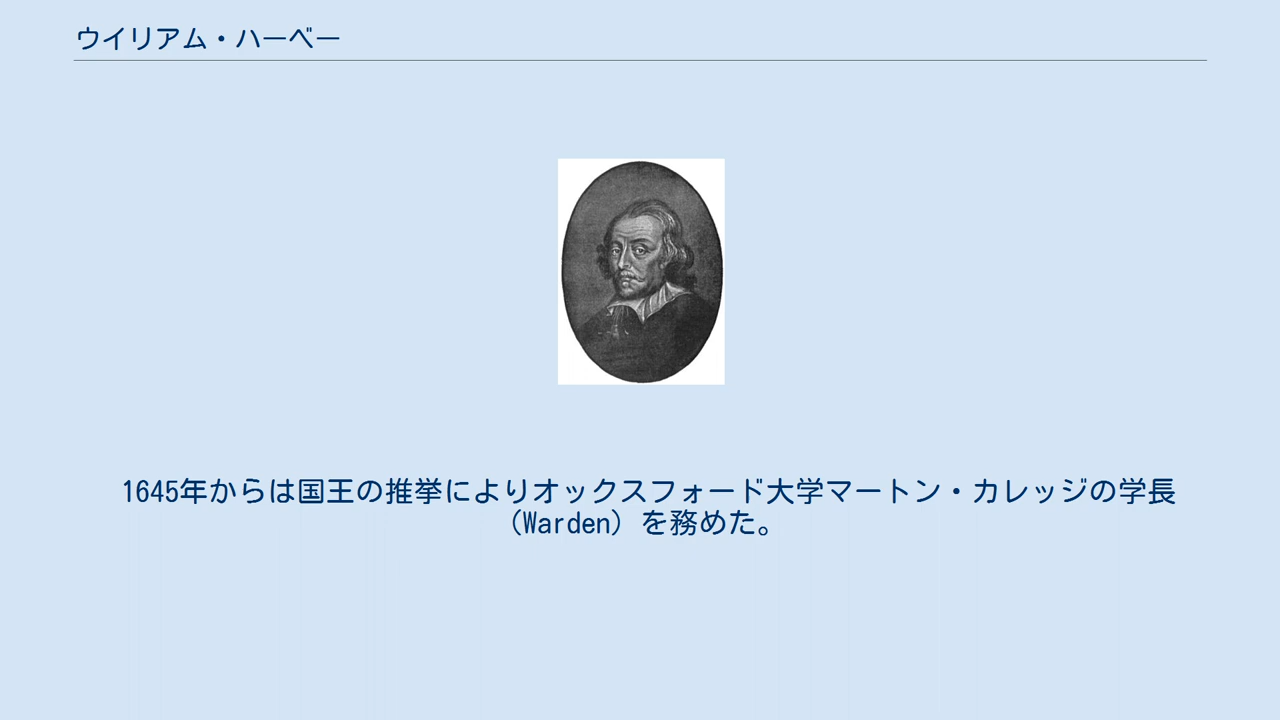 ウイリアム・ハーベー
1645年からは国王の推挙によりオックスフォード大学マートン・カレッジの学長
（Warden）を務めた。